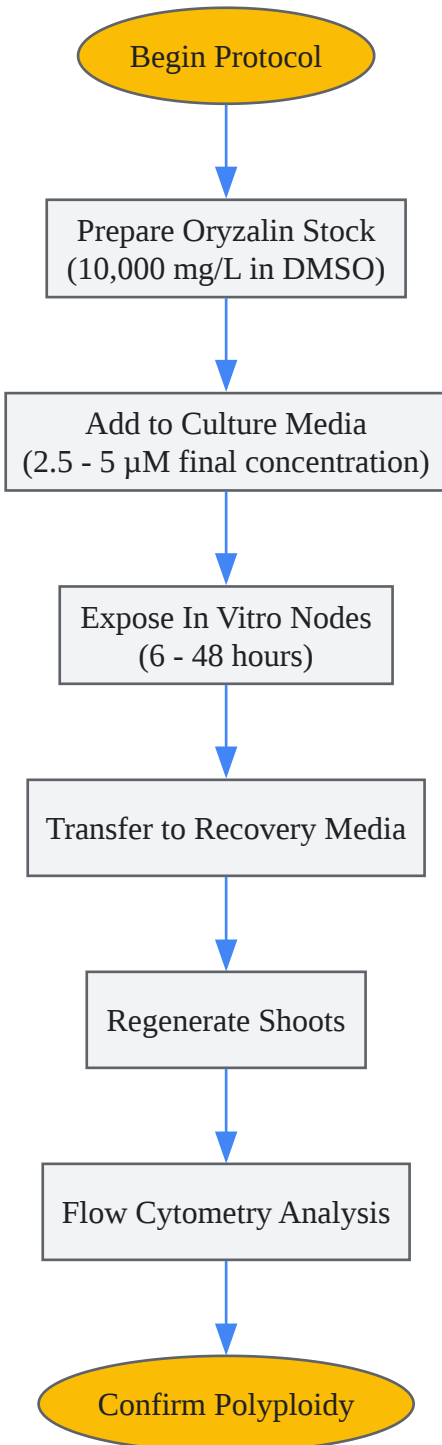 Begin Protocol
Prepare Oryzalin Stock
(10,000 mg/L in DMSO)
Add to Culture Media
(2.5 - 5 µM final concentration)
Expose In Vitro Nodes
(6 - 48 hours)
Transfer to Recovery Media
Regenerate Shoots
Flow Cytometry Analysis
Confirm Polyploidy